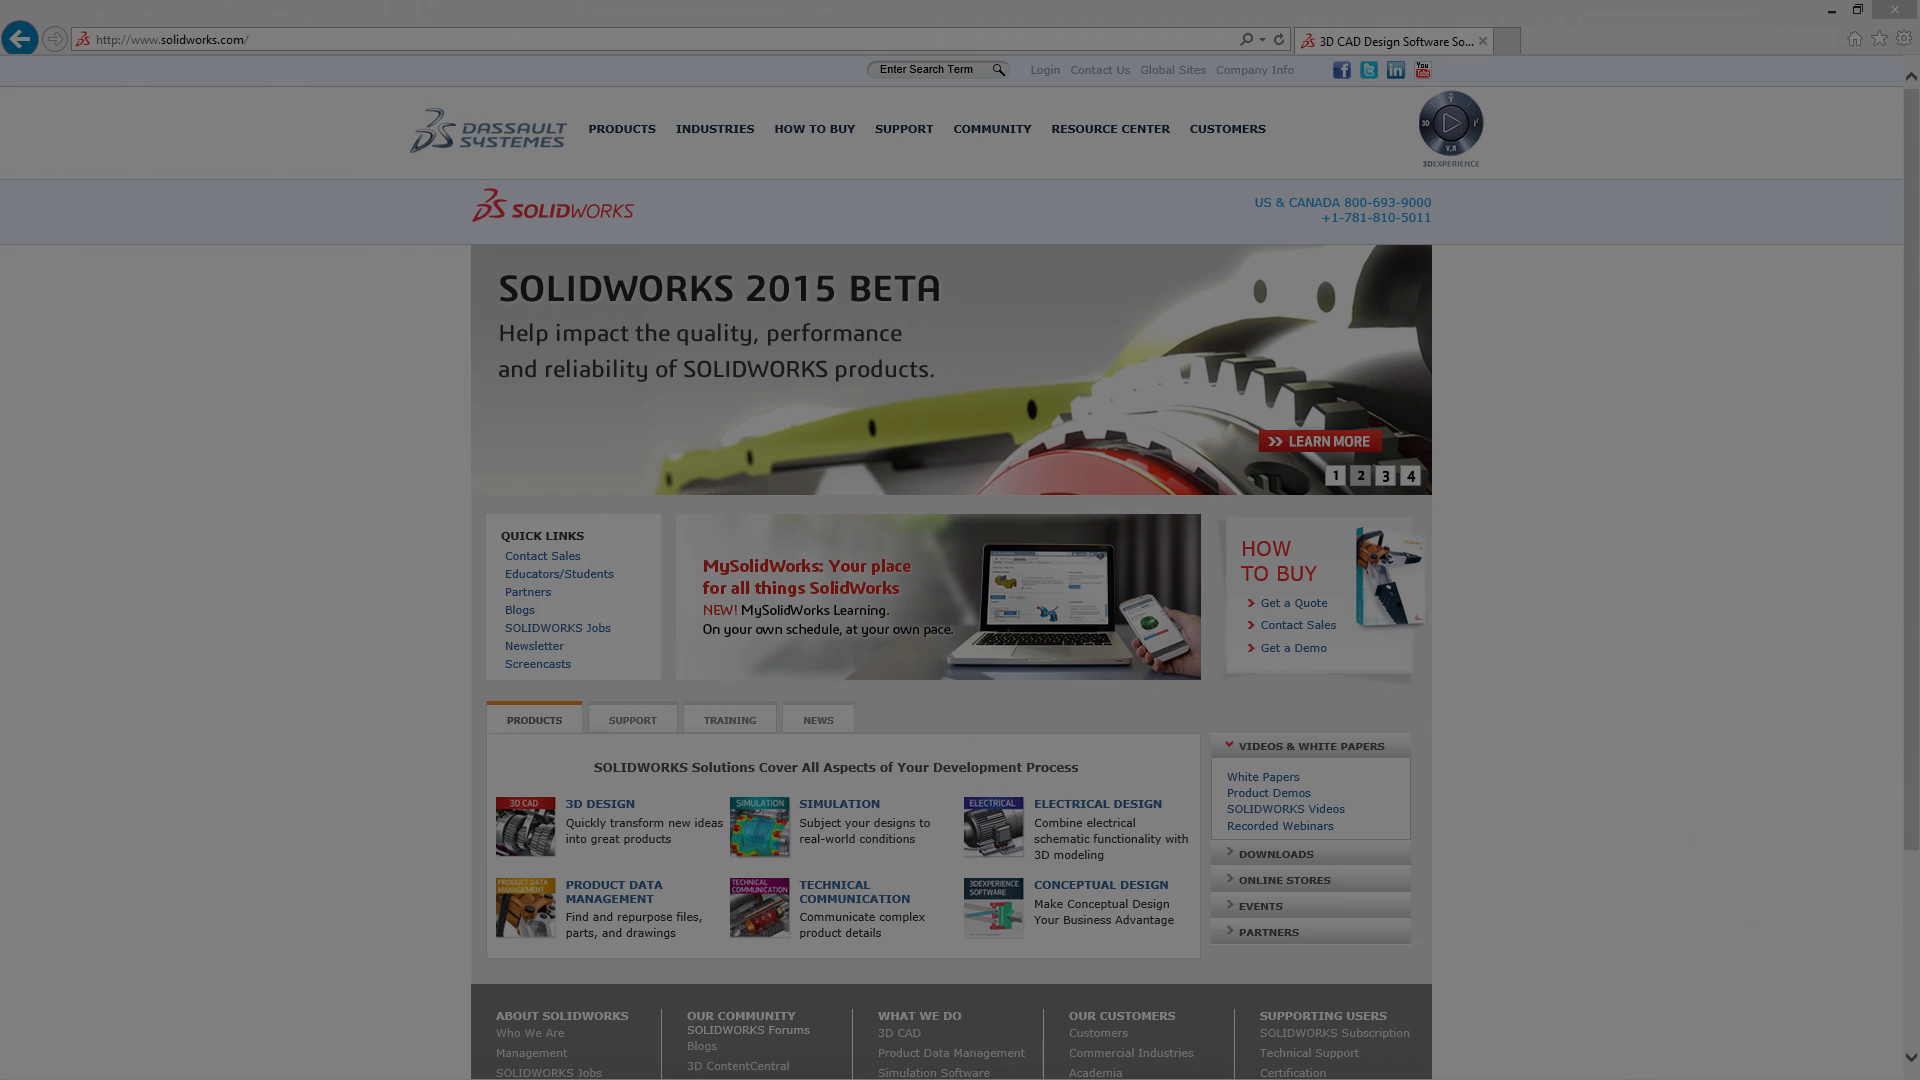 http://www.solidworks.com/
3D CAD Design Software So...
Enter Search Term
Login Contact Us Global Sites Company Info
You Tube
DASSAULT SYSTEMES
PRODUCTS INDUSTRIES HOW TO BUY SUPPORT COMMUNITY RESOURCE CENTER CUSTOMERS
3D
V,R
3DEXPERIENCE
SOLIDWORKS
US & CANADA 800-693-9000
+1-781-810-5011
SOLIDWORKS 2015 BETA
Help impact the quality, performance
and reliability of SOLIDWORKS products.
LEARN MORE
1 2 3 4
QUICK LINKS
Contact Sales
Educators/Students
Partners
Blogs
SOLIDWORKS Jobs
Newsletter
Screencasts
MySolidWorks: Your place
for all things SolidWorks
NEW! MySolidWorks Learning.
On your own schedule, at your own pace.
HOW
TO BUY
Get a Quote
Contact Sales
Get a Demo
PRODUCTS SUPPORT TRAINING NEWS
SOLIDWORKS Solutions Cover All Aspects of Your Development Process
3D CAD
3D DESIGN
Quickly transform new ideas
into great products
SIMULATION
SIMULATION
Subject your designs to
real-world conditions
ELECTRICAL
ELECTRICAL DESIGN
Combine electrical
schematic functionality with
3D modeling
PRODUCT DATA
MANAGEMENT
PRODUCT DATA
MANAGEMENT
Find and repurpose files,
parts, and drawings
TECHNICAL
COMMUNICATION
TECHNICAL
COMMUNICATION
Communicate complex
product details
3DEXPERIENCE
SOFTWARE
CONCEPTUAL DESIGN
Make Conceptual Design
Your Business Advantage
VIDEOS & WHITE PAPERS
White Papers
Product Demos
SOLIDWORKS Videos
Recorded Webinars
DOWNLOADS
ONLINE STORES
EVENTS
PARTNERS
ABOUT SOLIDWORKS
Who We Are
Management
SOLIDWORKS Jobs
OUR COMMUNITY
SOLIDWORKS Forums
Blogs
3D ContentCentral
WHAT WE DO
3D CAD
Product Data Management
Simulation Software
OUR CUSTOMERS
Customers
Commercial Industries
Academia
SUPPORTING USERS
SOLIDWORKS Subscription
Technical Support
Certification